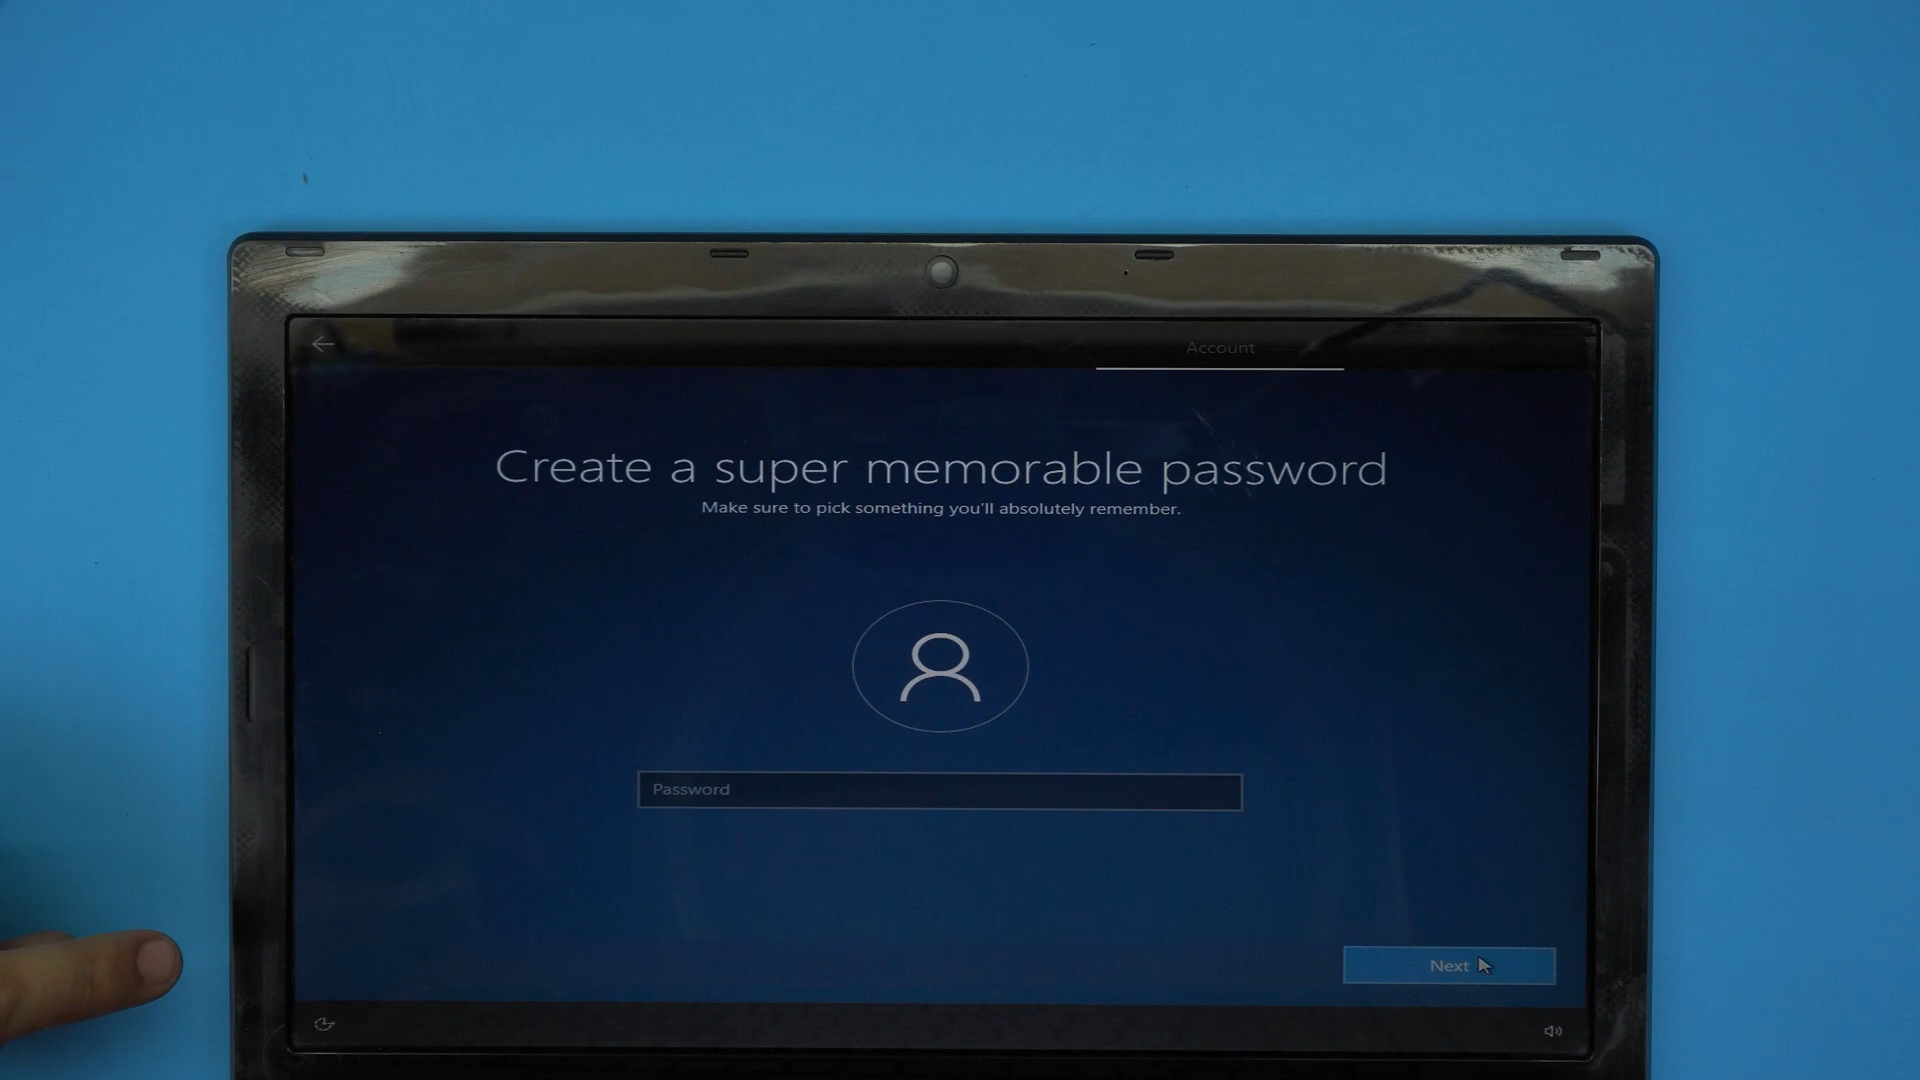 Account
Create a super memorable password
Make sure to pick something you'll absolutely remember.
Password
Next